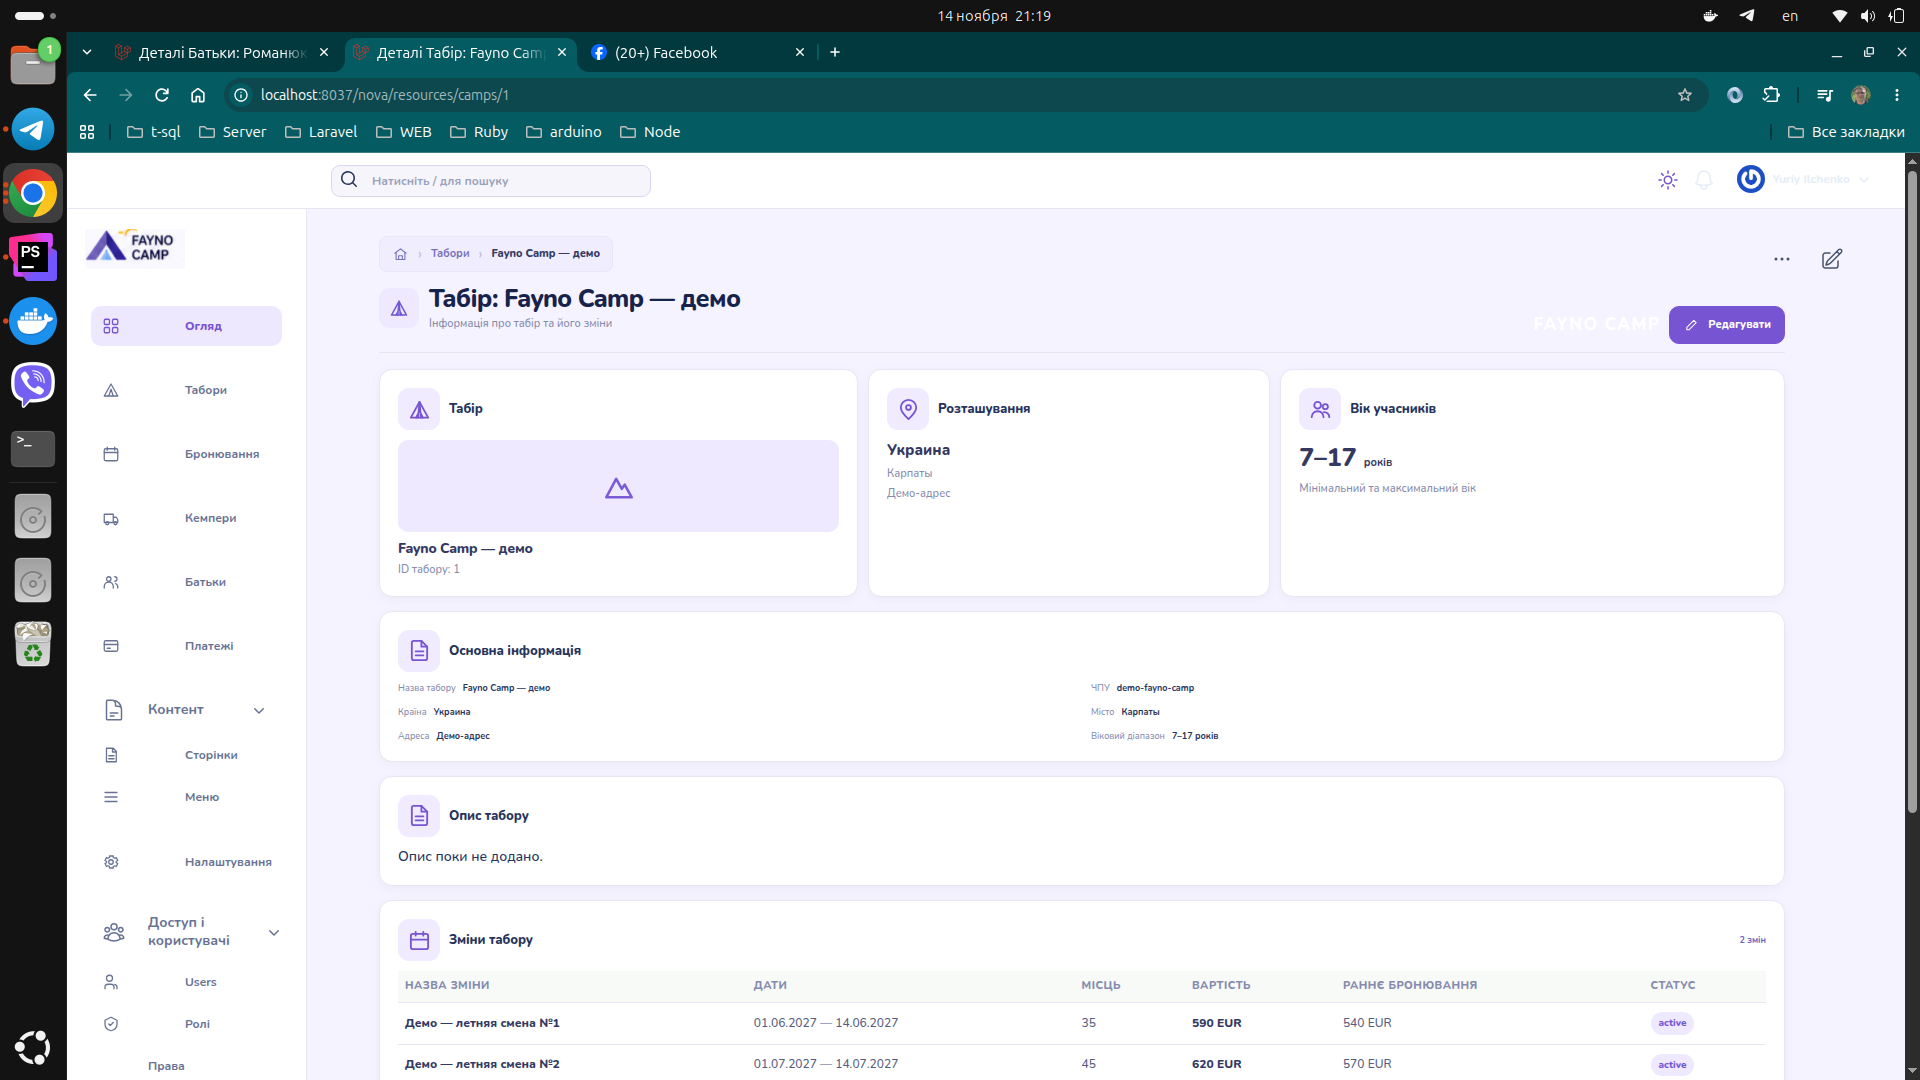 14 ноября 21:19
en
1
Деталі Батьки: Романюк
Деталі Табір: Fayno Cam
(20+) Facebook
localhost:8037/nova/resources/camps/1
t-sql
Server
Laravel
WEB
Ruby
arduino
Node
Все закладки
Натисніть / для пошуку
Yuriy Ilchenko
FAYNO
CAMP
Огляд
Табори
Бронювання
Кемпери
Батьки
Платежі
Контент
Сторінки
Меню
Налаштування
Доступ і
користувачі
Users
Ролі
Права
PS
>_
Табори › Fayno Camp — демо
Табір: Fayno Camp — демо
Інформація про табір та його зміни
FAYNO CAMP
Редагувати
Табір
Fayno Camp — демо
ID табору: 1
Розташування
Украина
Карпаты
Демо-адрес
Вік учасників
7–17 років
Мінімальний та максимальний вік
Основна інформація
Назва табору Fayno Camp — демо
ЧПУ demo-fayno-camp
Країна Украина
Місто Карпаты
Адреса Демо-адрес
Віковий діапазон 7–17 років
Опис табору
Опис поки не додано.
Зміни табору
2 змін
НАЗВА ЗМІНИ ДАТИ МІСЦЬ ВАРТІСТЬ РАННЄ БРОНЮВАННЯ СТАТУС
Демо — летняя смена №1 01.06.2027 — 14.06.2027 35 590 EUR 540 EUR active
Демо — летняя смена №2 01.07.2027 — 14.07.2027 45 620 EUR 570 EUR active